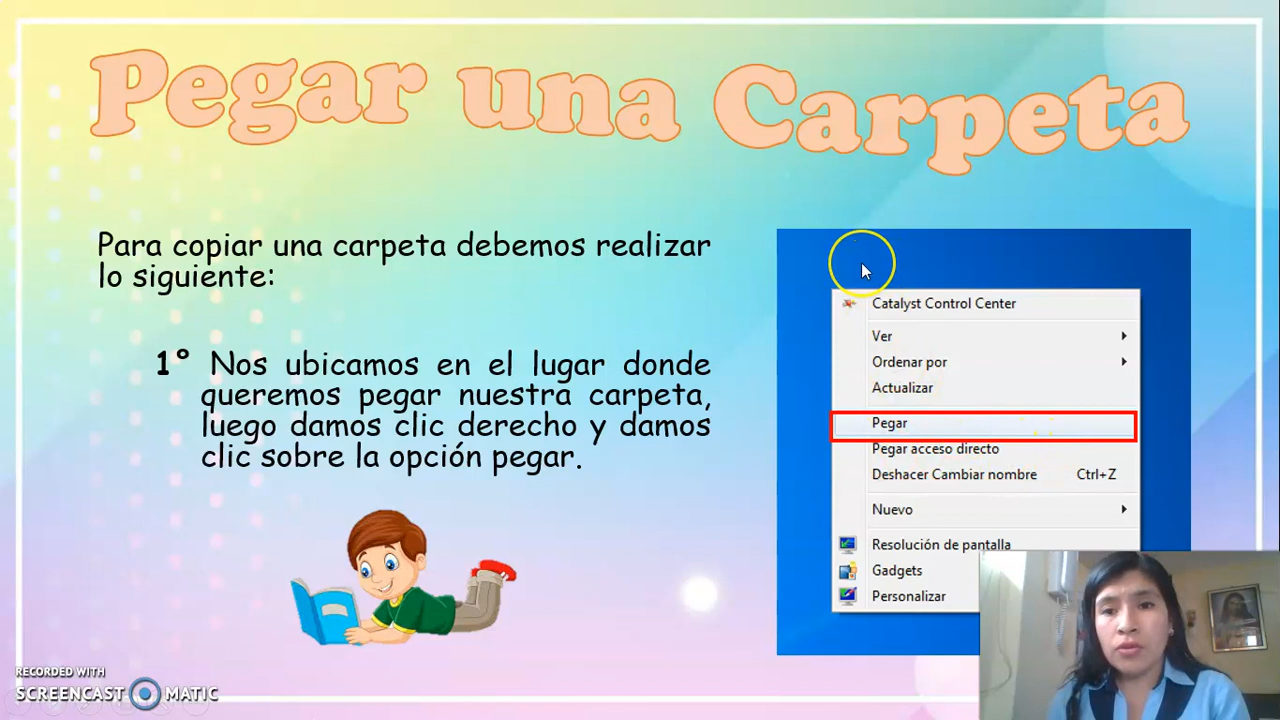 Pegar una Carpeta
Para copiar una carpeta debemos realizar
lo siguiente:
1° Nos ubicamos en el lugar donde
queremos pegar nuestra carpeta,
luego damos clic derecho y damos
clic sobre la opción pegar.
Catalyst Control Center
Ver
Ordenar por
Actualizar
Pegar
Pegar acceso directo
Deshacer Cambiar nombre Ctrl+Z
Nuevo
Resolución de pantalla
Gadgets
Personalizar
RECORDED WITH
SCREENCAST MATIC